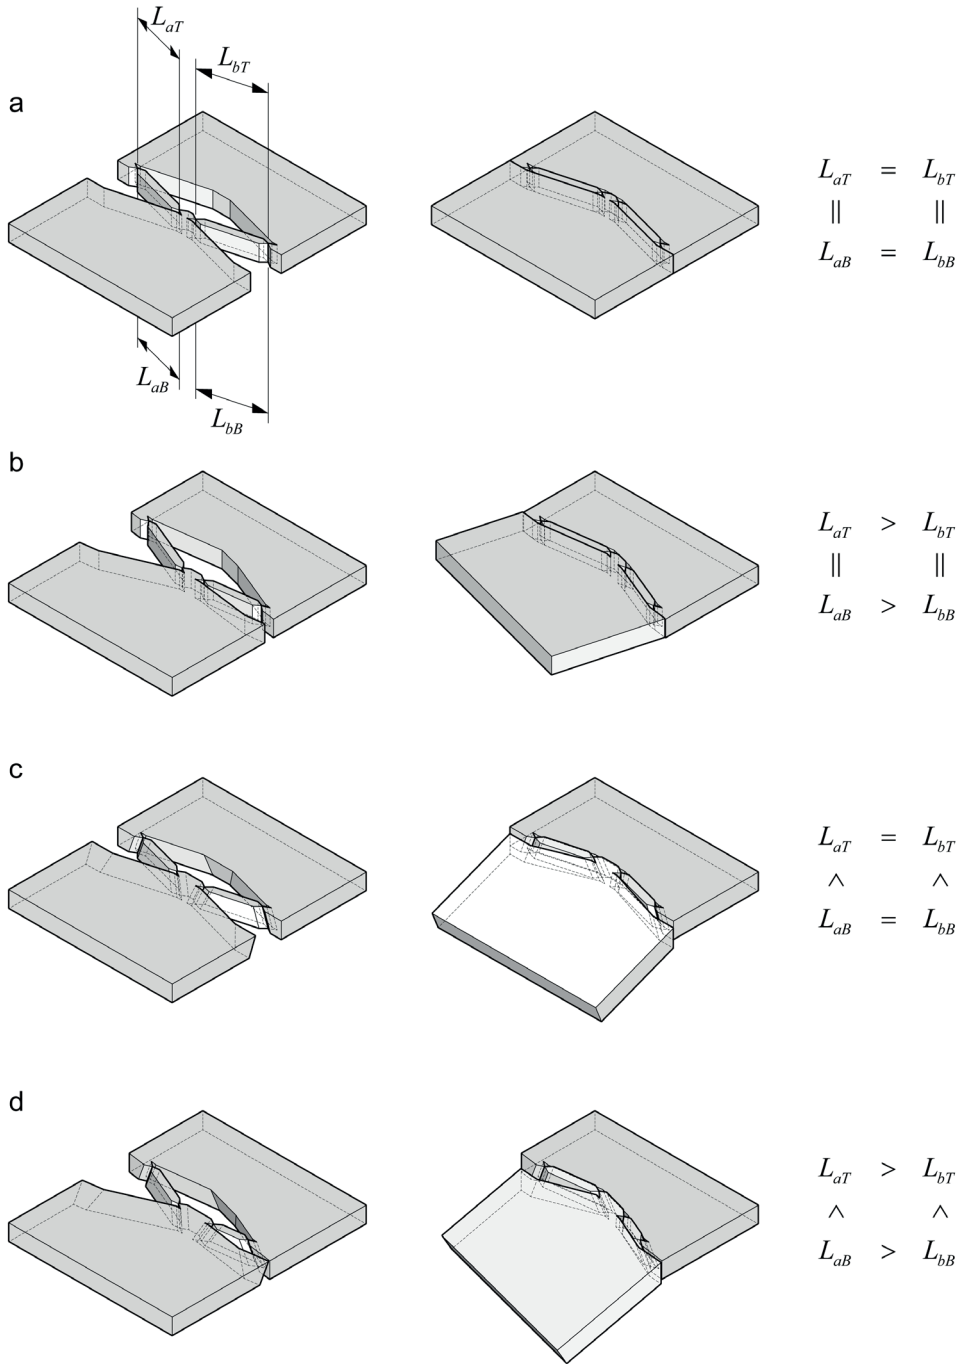 L_aT
L_bT
a
L_aT = L_bT
|| ||
L_aB = L_bB
L_aB
L_bB
b
L_aT > L_bT
|| ||
L_aB > L_bB
c
L_aT = L_bT
∧ ∧
L_aB = L_bB
d
L_aT > L_bT
∧ ∧
L_aB > L_bB